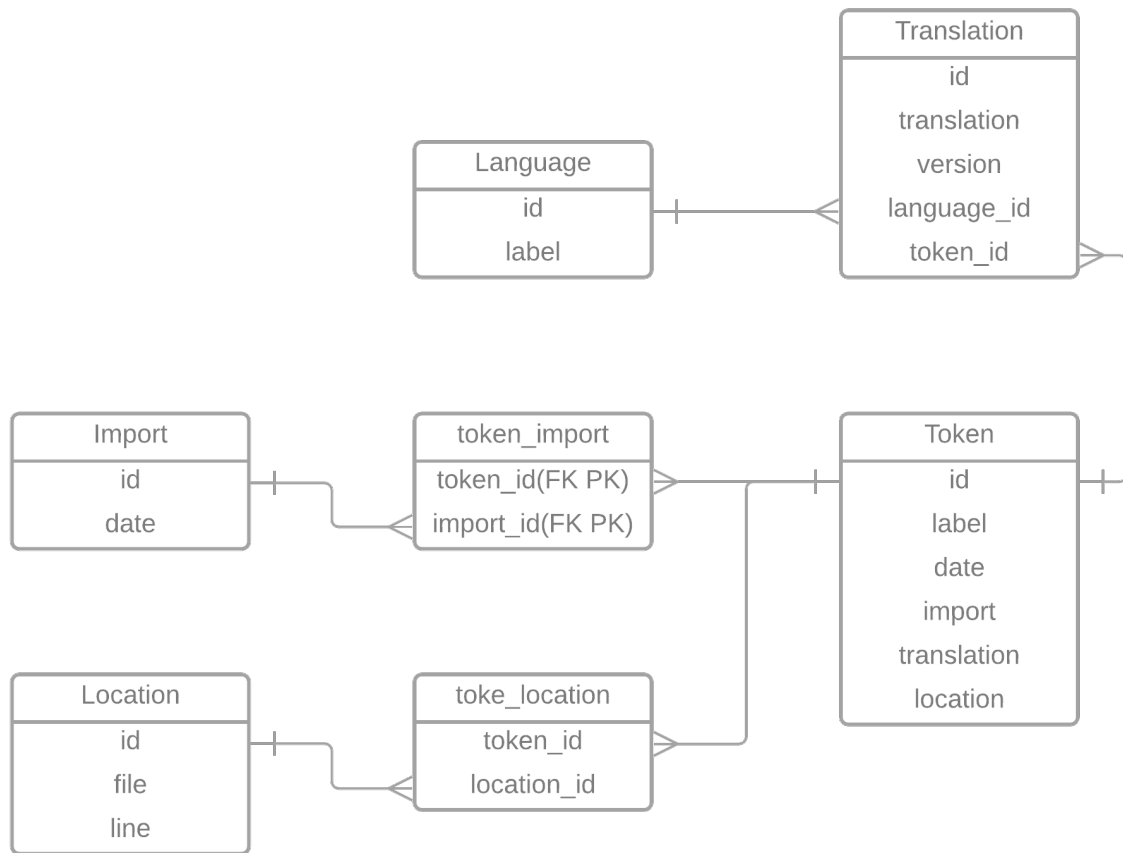 Translation
id
translation
version
language_id
token_id
Language
id
label
Import
id
date
token_import
token_id(FK PK)
import_id(FK PK)
Token
id
label
date
import
translation
location
Location
id
file
line
toke_location
token_id
location_id